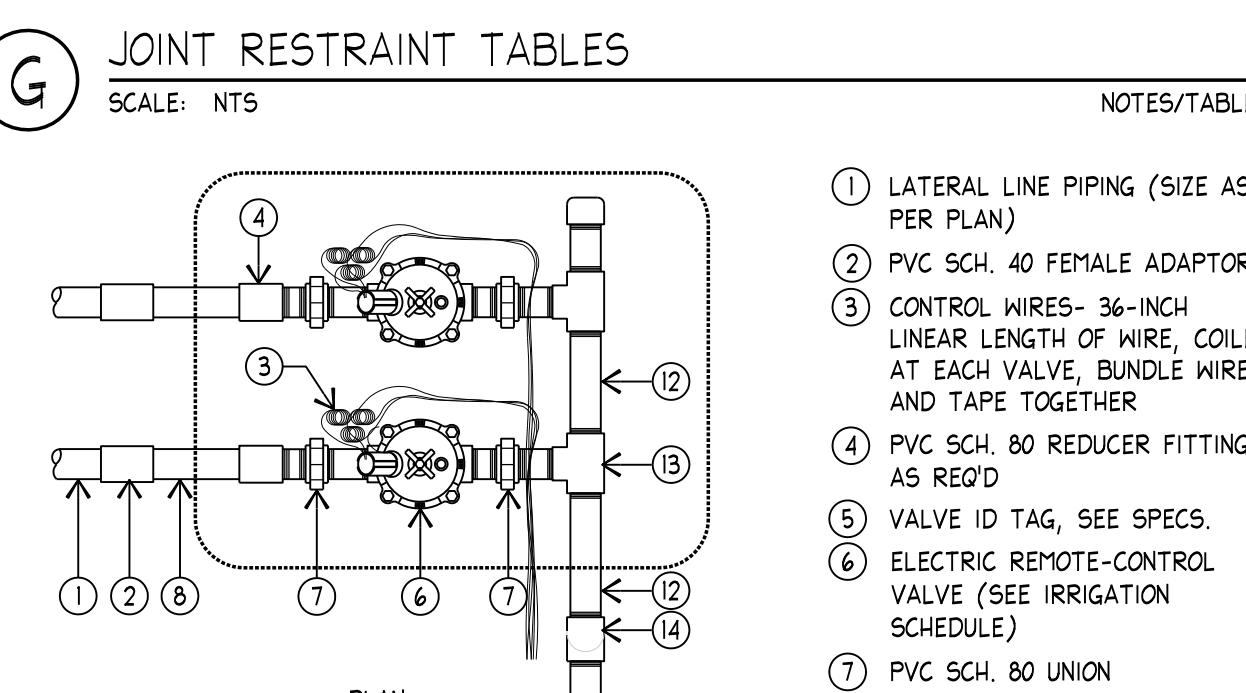 G
JOINT RESTRAINT TABLES
SCALE: NTS
4
3
12
13
12
14
1
2
8
7
6
7
1 LATERAL LINE PIPING (SIZE AS
PER PLAN)
2 PVC SCH. 40 FEMALE ADAPTOR
3 CONTROL WIRES- 36-INCH
LINEAR LENGTH OF WIRE,
AT EACH VALVE, BUNDLE WIRE
AND TAPE TOGETHER
4 PVC SCH. 80 REDUCER FITTING
AS REQ'D
5 VALVE ID TAG, SEE SPECS.
6 ELECTRIC REMOTE-CONTROL
VALVE (SEE IRRIGATION
SCHEDULE)
7 PVC SCH. 80 UNION